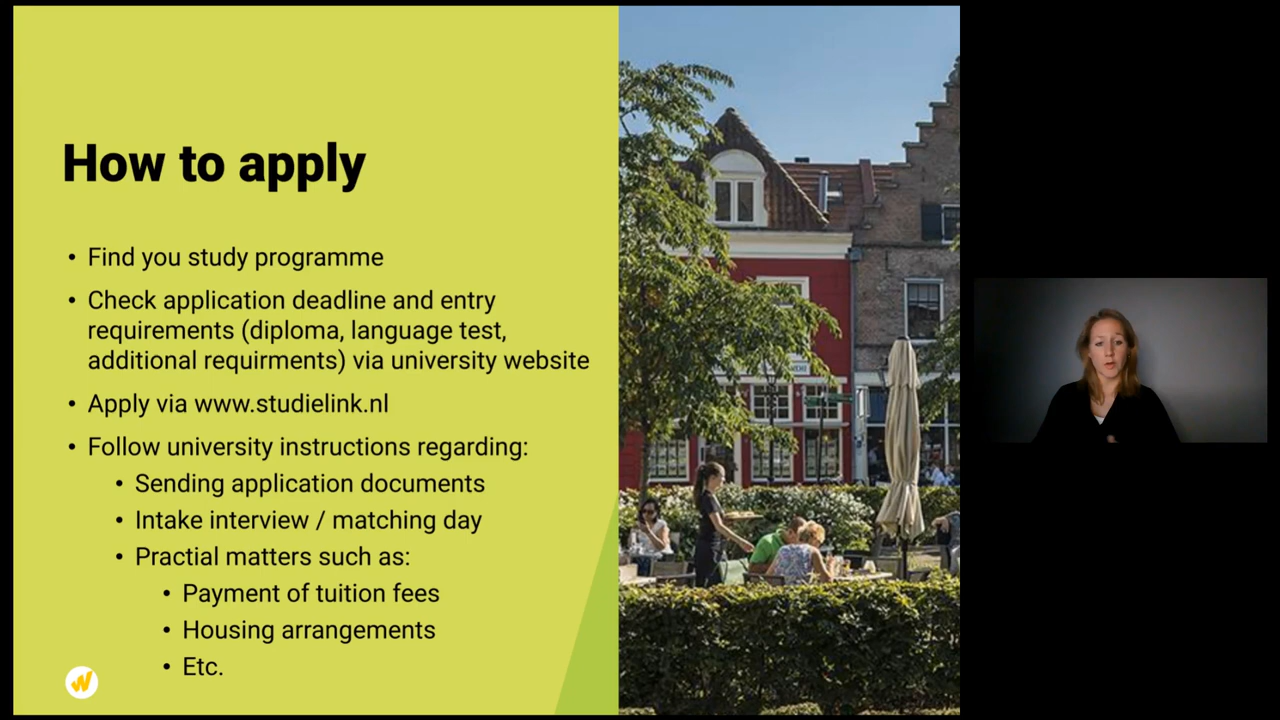 How to apply
• Find you study programme
• Check application deadline and entry
requirements (diploma, language test,
additional requirments) via university website
• Apply via www.studielink.nl
• Follow university instructions regarding:
• Sending application documents
• Intake interview / matching day
• Practial matters such as:
• Payment of tuition fees
• Housing arrangements
• Etc.